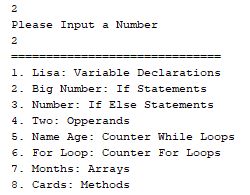 2
Please Input a Number
2
==============================
1. Lisa: Variable Declarations
2. Big Number: If Statements
3. Number: If Else Statements
4. Two: Opperands
5. Name Age: Counter While Loops
6. For Loop: Counter For Loops
7. Months: Arrays
8. Cards: Methods